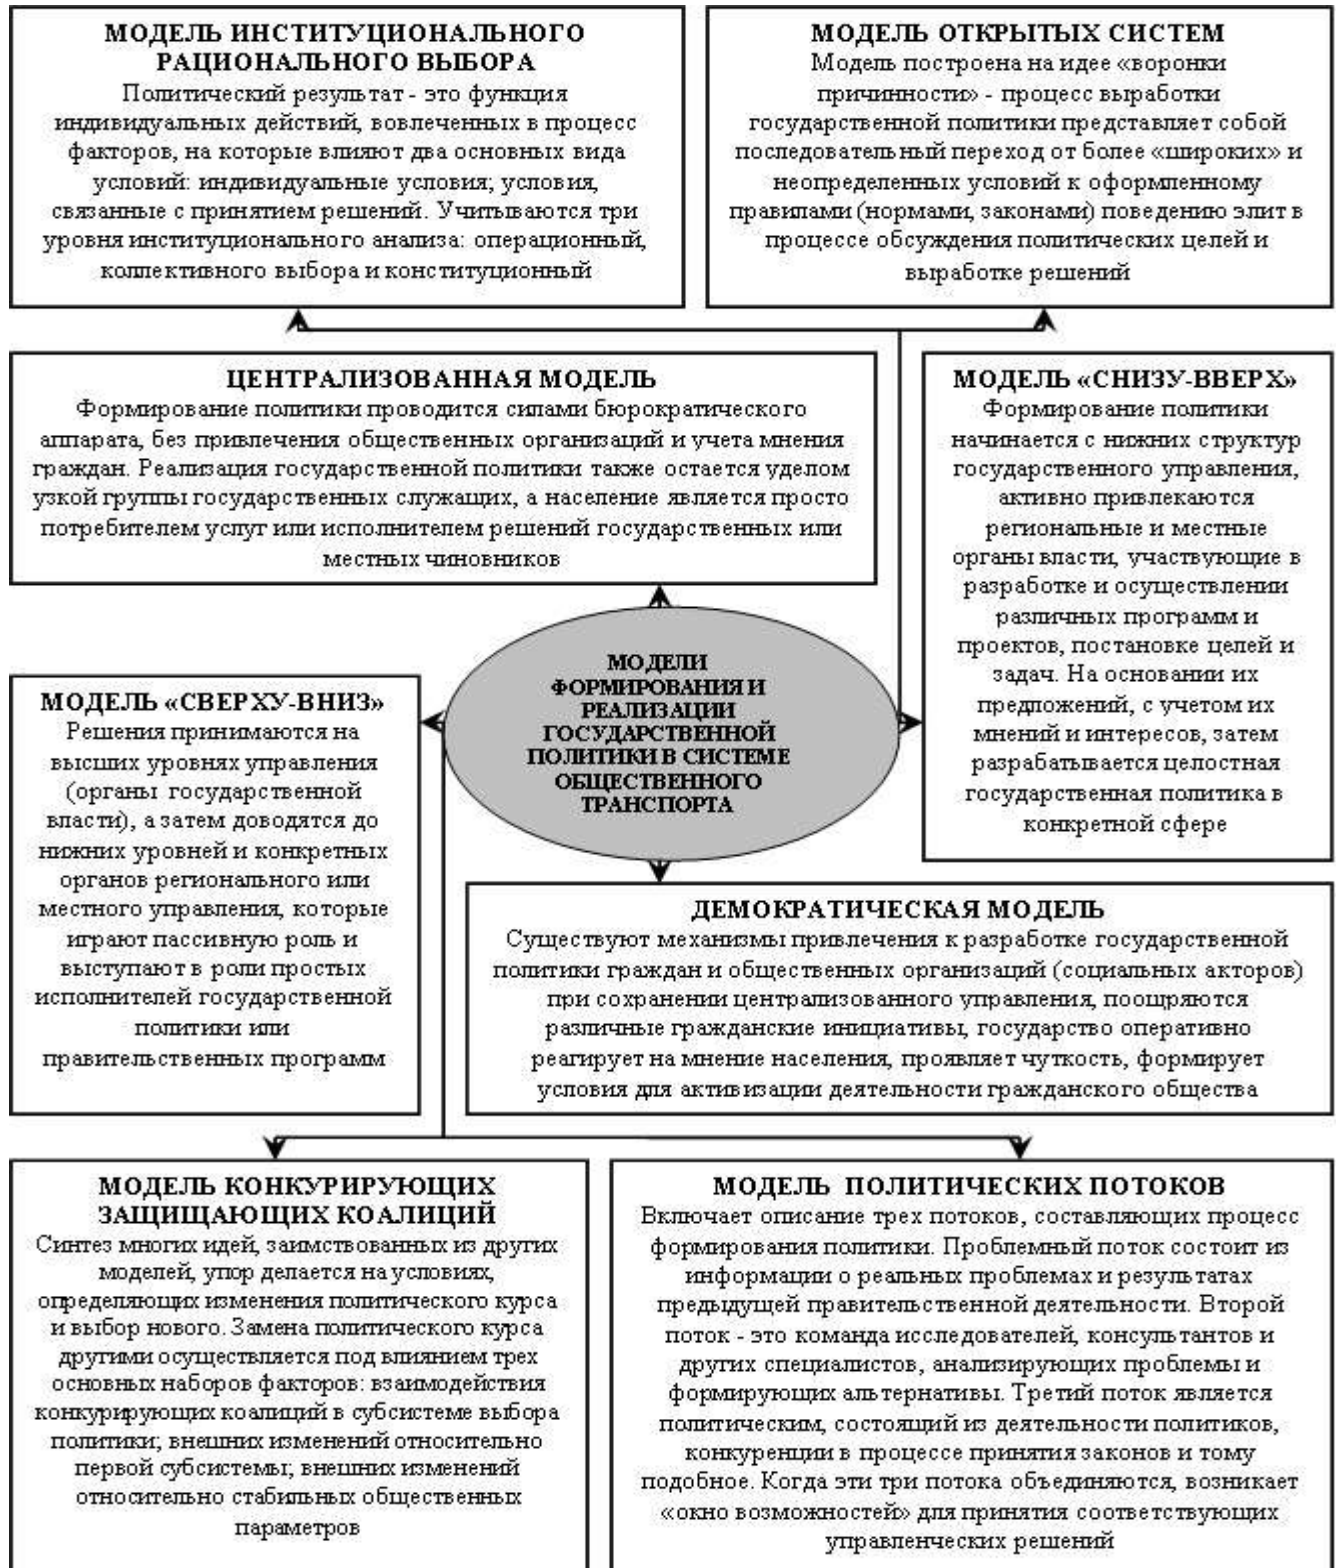 МОДЕЛЬ ИНСТИТУЦИОНАЛЬНОГО
РАЦИОНАЛЬНОГО ВЫБОРА
Политический результат - это функция
индивидуальных действий, вовлеченных в процесс
факторов, на которые влияют два основных вида
условий: индивидуальные условия; условия,
связанные с принятием решений. Учитываются три
уровня институционального анализа: операционный,
коллективного выбора и конституционный
МОДЕЛЬ ОТКРЫТЫХ СИСТЕМ
Модель построена на идее «воронки
причинности» - процесс выработки
государственной политики представляет собой
последовательный переход от более «широких» и
неопределенных условий к оформленному
правилами (нормами, законами) поведению элит в
процессе обсуждения политических целей и
выработке решений
ЦЕНТРАЛИЗОВАННАЯ МОДЕЛЬ
Формирование политики проводится силами бюрократического
аппарата, без привлечения общественных организаций и учета мнения
граждан. Реализация государственной политики также остается уделом
узкой группы государственных служащих, а население является просто
потребителем услуг или исполнителем решений государственных или
местных чиновников
МОДЕЛЬ «СНИЗУ-ВВЕРХ»
Формирование политики
начинается с нижних структур
государственного управления,
активно привлекаются
региональные и местные
органы власти, участвующие в
разработке и осуществлении
различных программ и
проектов, постановке целей и
задач. На основании их
предложений, с учетом их
мнений и интересов, затем
разрабатывается целостная
государственная политика в
конкретной сфере
МОДЕЛИ
ФОРМИРОВАНИЯ И
РЕАЛИЗАЦИИ
ГОСУДАРСТВЕННОЙ
ПОЛИТИКИ В СИСТЕМЕ
ОБЩЕСТВЕННОГО
ТРАНСПОРТА
МОДЕЛЬ «СВЕРХУ-ВНИЗ»
Решения принимаются на
высших уровнях управления
(органы государственной
власти), а затем доводятся до
нижних уровней и конкретных
органов регионального или
местного управления, которые
играют пассивную роль и
выступают в роли простых
исполнителей государственной
политики или
правительственных программ
ДЕМОКРАТИЧЕСКАЯ МОДЕЛЬ
Существуют механизмы привлечения к разработке государственной
политики граждан и общественных организаций (социальных акторов)
при сохранении централизованного управления, поощряются
различные гражданские инициативы, государство оперативно
реагирует на мнение населения, проявляет чуткость, формирует
условия для активизации деятельности гражданского общества
МОДЕЛЬ КОНКУРИРУЮЩИХ
ЗАЩИЩАЮЩИХ КОАЛИЦИЙ
Синтез многих идей, заимствованных из других
моделей, упор делается на условиях,
определяющих изменения политического курса
и выбор нового. Замена политического курса
другими осуществляется под влиянием трех
основных наборов факторов: взаимодействия
конкурирующих коалиций в субсистеме выбора
политики; внешних изменений относительно
первой субсистемы; внешних изменений
относительно стабильных общественных
параметров
МОДЕЛЬ ПОЛИТИЧЕСКИХ ПОТОКОВ
Включает описание трех потоков, составляющих процесс
формирования политики. Проблемный поток состоит из
информации о реальных проблемах и результатах
предыдущей правительственной деятельности. Второй
поток - это команда исследователей, консультантов и
других специалистов, анализирующих проблемы и
формирующих альтернативы. Третий поток является
политическим, состоящий из деятельности политиков,
конкуренции в процессе принятия законов и тому
подобное. Когда эти три потока объединяются, возникает
«окно возможностей» для принятия соответствующих
управленческих решений